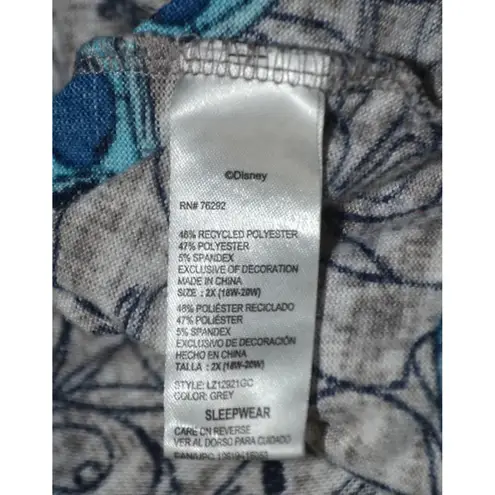 ©Disney
RN# 76292
48% RECYCLED POLYESTER
47% POLYESTER
5% SPANDEX
EXCLUSIVE OF DECORATION
MADE IN CHINA
SIZE : 2X (18W-20W)
48% POLIÉSTER RECICLADO
47% POLIÉSTER
5% SPANDEX
EXCLUSIVO DE DECORACIÓN
HECHO EN CHINA
TALLA : 2X (18W-20W)
STYLE: LZ12921GC
COLOR: GREY
SLEEPWEAR
CARE ON REVERSE
VER AL DORSO PARA CUIDADO
EAN/UPC